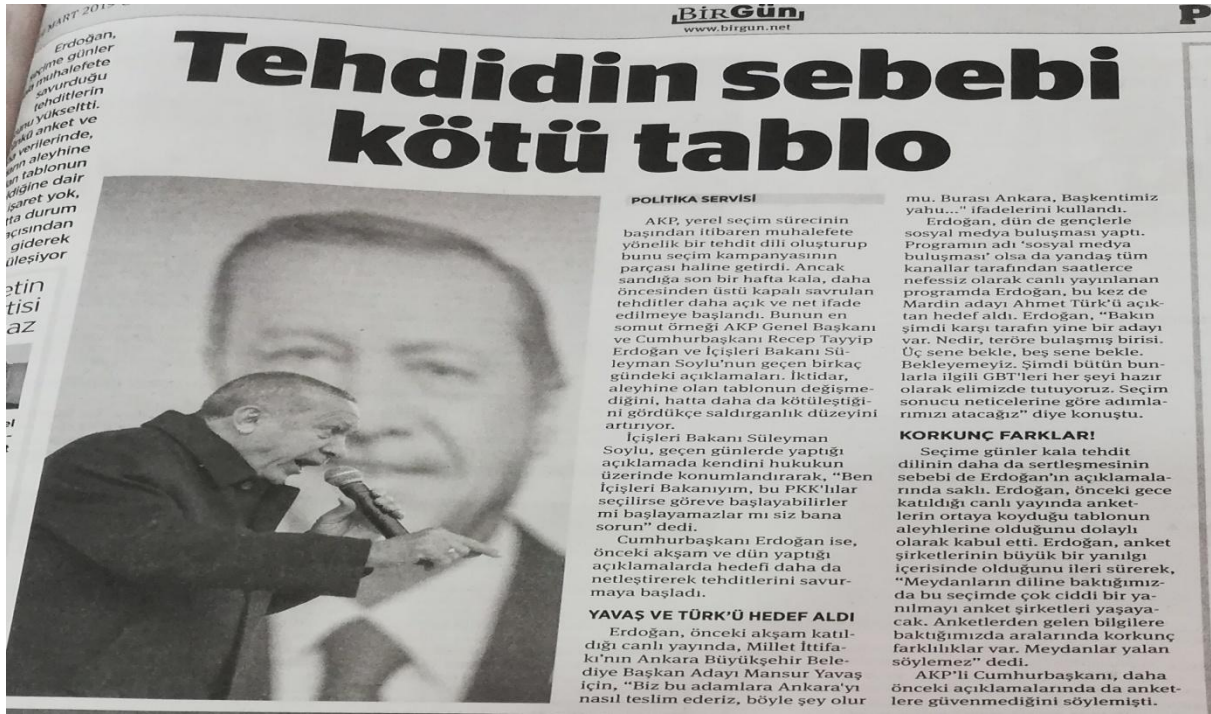 MART 2019
BirGün
www.birgun.net
P
Tehdidin sebebi
kötü tablo
Erdoğan,
seçime günler
muhalefete
savurduğu
tehditlerin
yükseltti.
anket ve
verilerinde,
aleyhine
tablonun
dair
işaret yok,
durum
açısından
giderek
etin
tisi
az
el
t
POLİTİKA SERVİSİ
AKP, yerel seçim sürecinin
başından itibaren muhalefete
yönelik bir tehdit dili oluşturup
bunu seçim kampanyasının
parçası haline getirdi. Ancak
sandığa son bir hafta kala, daha
öncesinden üstü kapalı savrulan
tehditler daha açık ve net ifade
edilmeye başlandı. Bunun en
somut örneği AKP Genel Başkanı
ve Cumhurbaşkanı Recep Tayyip
Erdoğan ve İçişleri Bakanı Sü-
leyman Soylu'nun geçen birkaç
gündeki açıklamaları. İktidar,
aleyhine olan tablonun değişme-
diğini, hatta daha da kötüleştiği-
ni gördükçe saldırganlık düzeyini
artırıyor.
İçişleri Bakanı Süleyman
Soylu, geçen günlerde yaptığı
açıklamada kendini hukukun
üzerinde konumlandırarak, “Ben
İçişleri Bakanıyım, bu PKK'lılar
seçilirse göreve başlayabilirler
mi başlayamazlar mı siz bana
sorun” dedi.
Cumhurbaşkanı Erdoğan ise,
önceki akşam ve dün yaptığı
açıklamalarda hedefi daha da
netleştirerek tehditlerini savur-
maya başladı.
YAVAŞ VE TÜRK'Ü HEDEF ALDI
Erdoğan, önceki akşam katıl-
dığı canlı yayında, Millet İttifa-
kı'nın Ankara Büyükşehir Bele-
diye Başkan Adayı Mansur Yavaş
için, “Biz bu adamlara Ankara'yı
nasıl teslim ederiz, böyle şey olur
mu. Burası Ankara, Başkentimiz
yahu...” ifadelerini kullandı.
Erdoğan, dün de gençlerle
sosyal medya buluşması yaptı.
Programın adı ‘sosyal medya
buluşması’ olsa da yandaş tüm
kanallar tarafından saatlerce
nefessiz olarak canlı yayınlanan
programda Erdoğan, bu kez de
Mardin adayı Ahmet Türk'ü açık-
tan hedef aldı. Erdoğan, “Bakın
şimdi karşı tarafın yine bir adayı
var. Nedir, teröre bulaşmış birisi.
Üç sene bekle, beş sene bekle.
Bekleyemeyiz. Şimdi bütün bun-
larla ilgili GBT'leri her şeyi hazır
olarak elimizde tutuyoruz. Seçim
sonucu neticelerine göre adımla-
rımızı atacağız” diye konuştu.
KORKUNÇ FARKLAR!
Seçime günler kala tehdit
dilinin daha da sertleşmesinin
sebebi de Erdoğan'ın açıklamala-
rında saklı. Erdoğan, önceki gece
katıldığı canlı yayında anket-
lerin ortaya koyduğu tablonun
aleyhlerine olduğunu dolaylı
olarak kabul etti. Erdoğan, anket
şirketlerinin büyük bir yanılgı
içerisinde olduğunu ileri sürerek,
“Meydanların diline baktığımız-
da bu seçimde çok ciddi bir ya-
nılmayı anket şirketleri yaşaya-
cak. Anketlerden gelen bilgilere
baktığımızda aralarında korkunç
farklılıklar var. Meydanlar yalan
söylemez” dedi.
AKP'li Cumhurbaşkanı, daha
önceki açıklamalarında da anket-
lere güvenmediğini söylemişti.